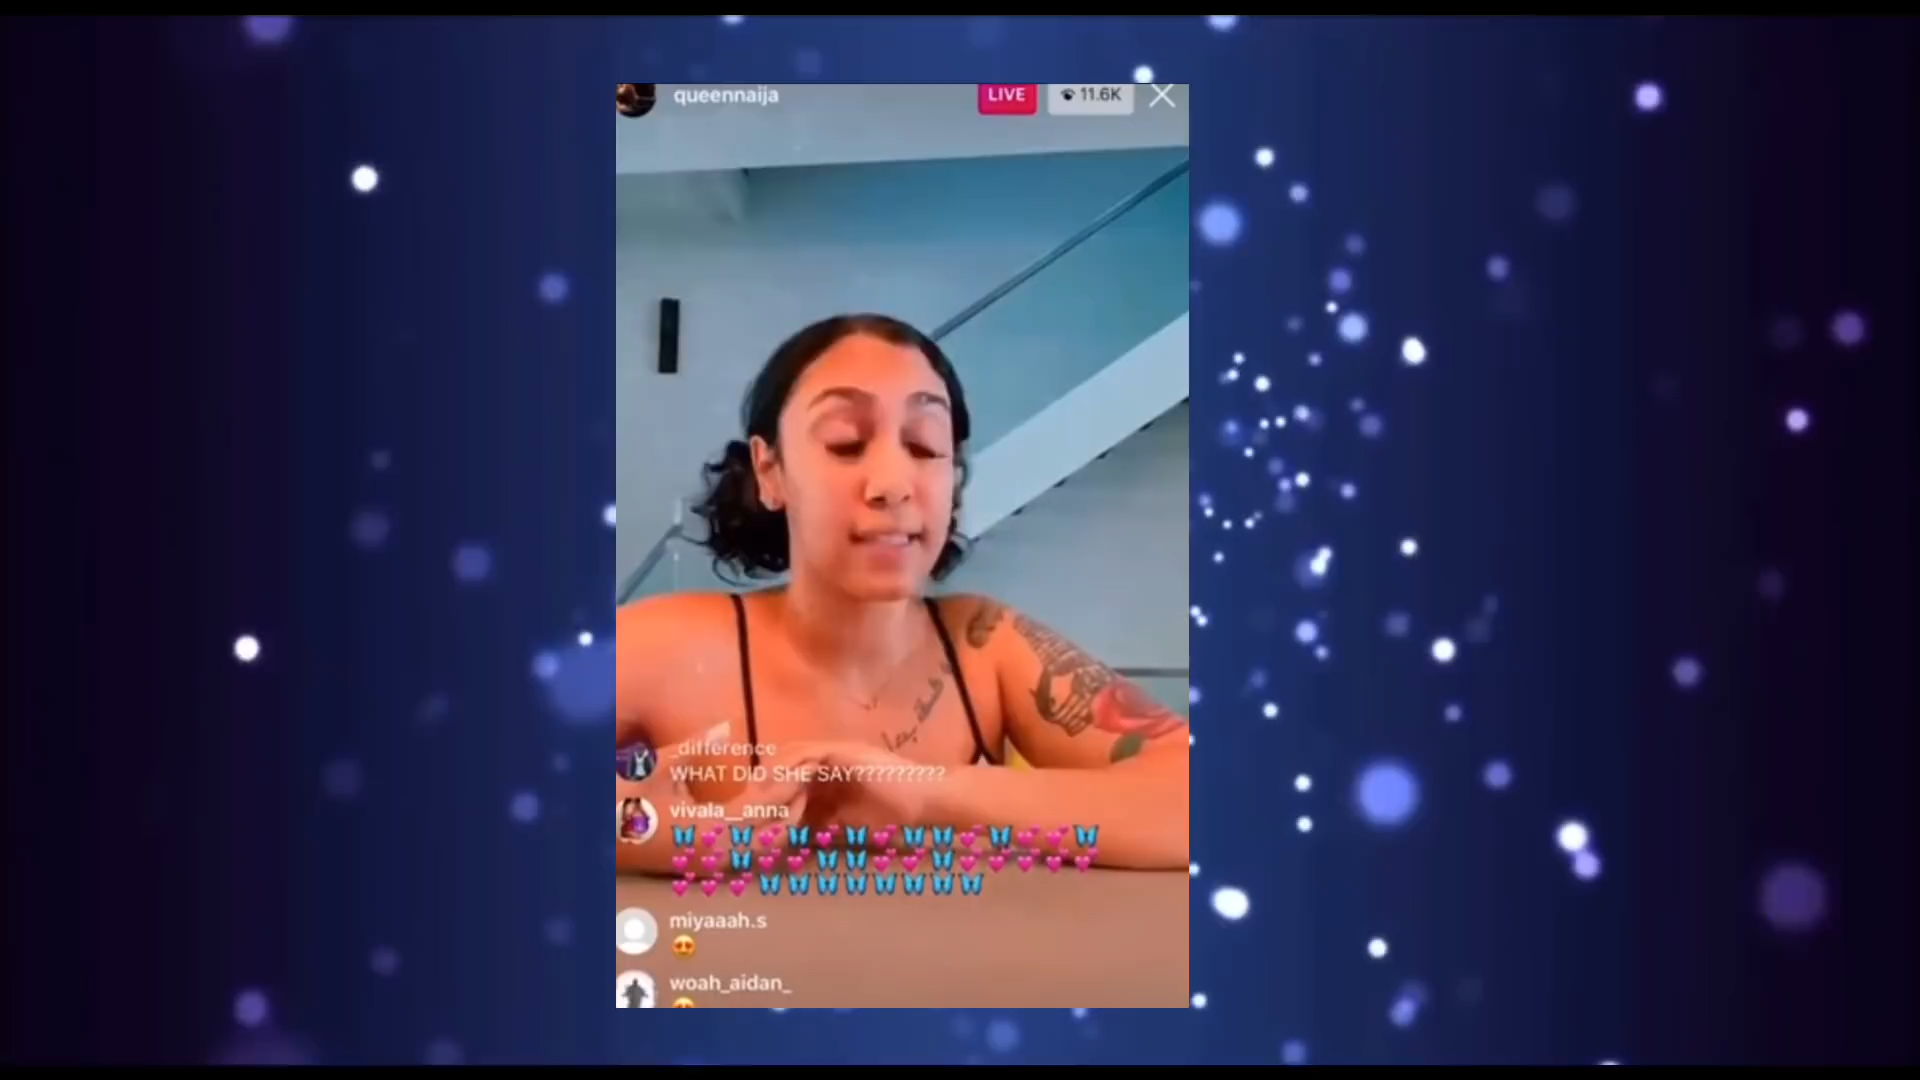 queennaija
LIVE
11.6K
_difference
WHAT DID SHE SAY?????????
vivala__anna
🦋💕🦋💕🦋💕🦋💕🦋🦋💕🦋💕💕🦋
💕💕🦋💕💕🦋🦋💕💕🦋💕💕💕💕💕
💕💕💕🦋🦋🦋🦋🦋🦋🦋🦋
miyaaah.s
😍
woah_aidan_